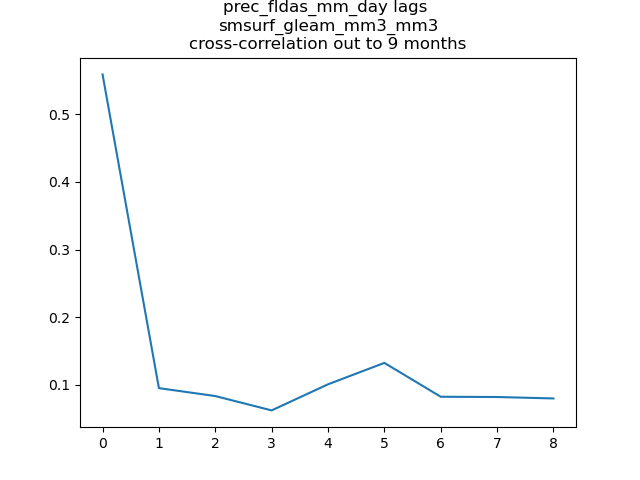 prec_fldas_mm_day lags
smsurf_gleam_mm3_mm3
cross-correlation out to 9 months
0.5
0.4
0.3
0.2
0.1
0 1 2 3 4 5 6 7 8